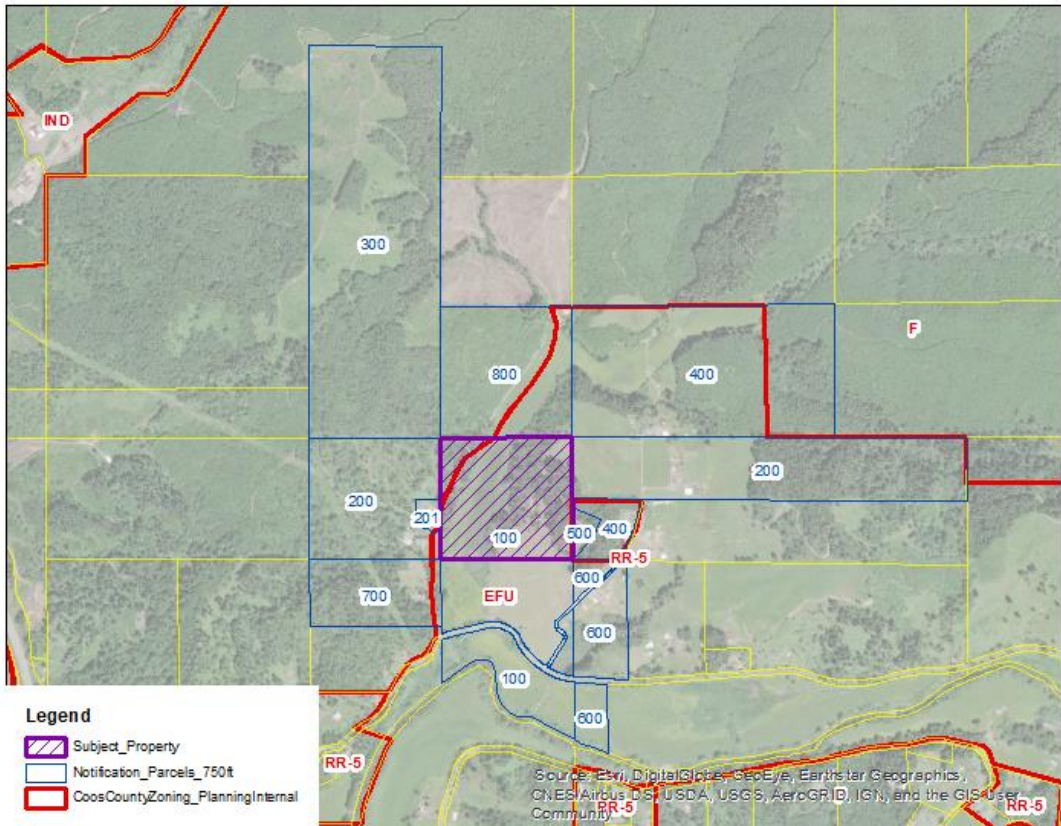 IND
300
F
800
400
200
200
201
500
400
100
RR-5
600
700
EFU
600
100
600
Legend
Subject_Property
Notification_Parcels_750ft
CoosCountyZoning_PlanningInternal
RR-5
RR-5
RR-5
Source: Esri, DigitalGlobe, GeoEye, Earthstar Geographics,
CNES/Airbus DS, USDA, USGS, AeroGRID, IGN, and the GIS User
Community